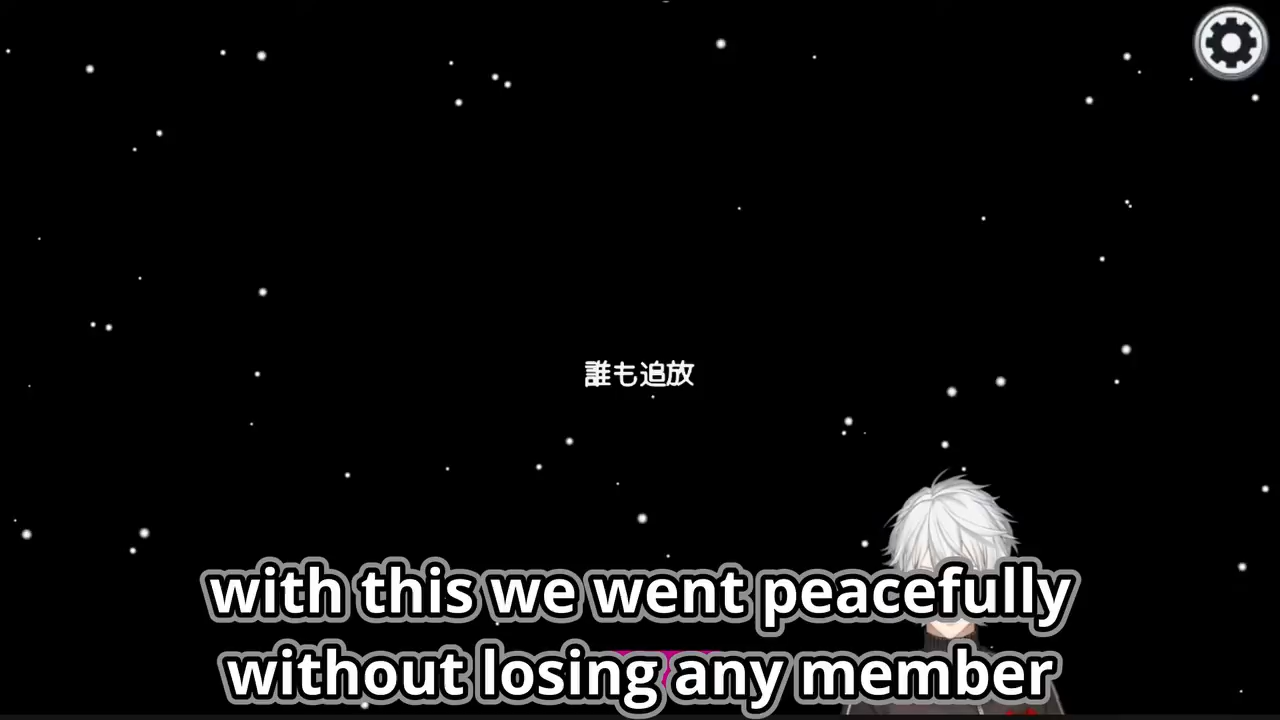 誰も追放
with this we went peacefully
without losing any member